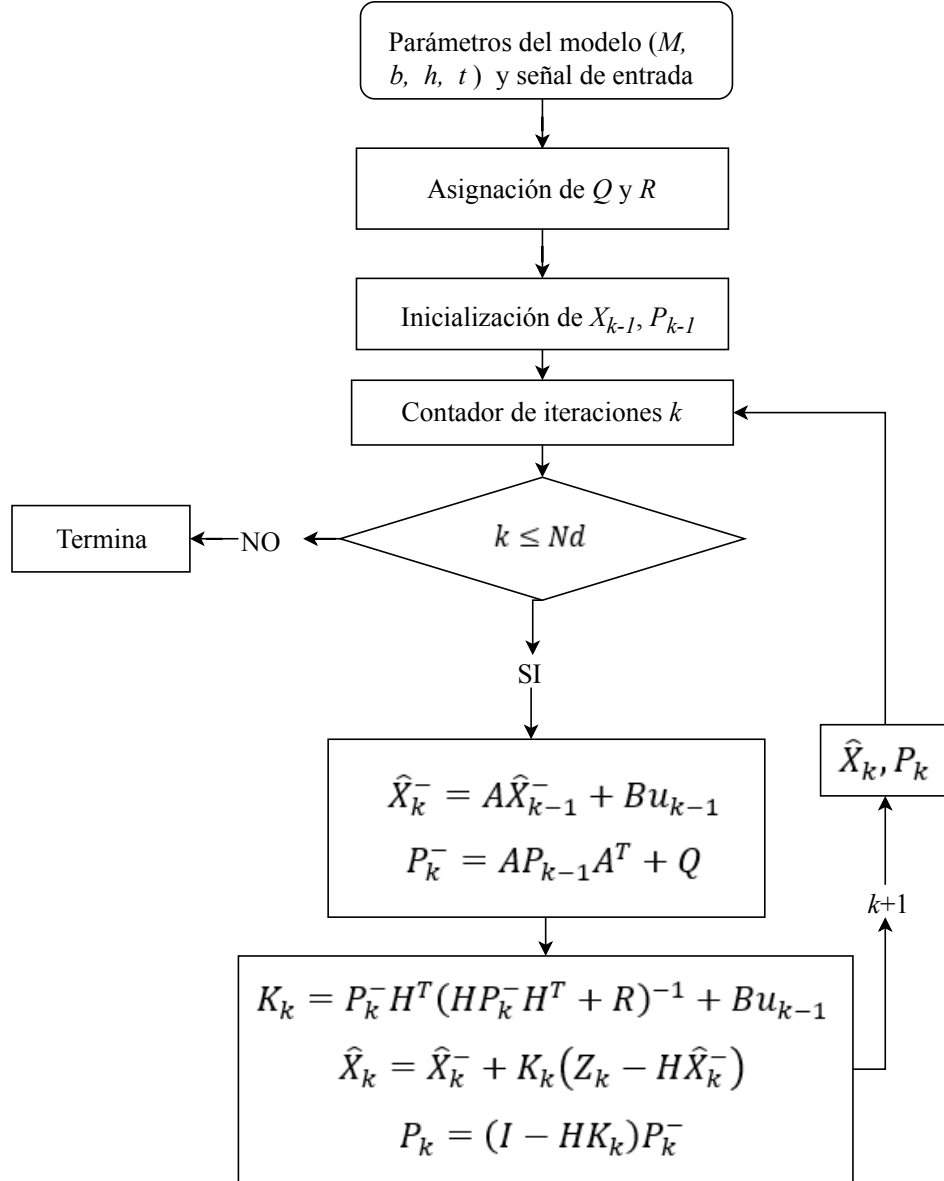 Parámetros del modelo (M,
b, h, t ) y señal de entrada
Asignación de Q y R
Inicialización de X_{k-1}, P_{k-1}
Contador de iteraciones k
k ≤ Nd
NO
Termina
SI
X̂_k^- = AX̂_{k-1}^- + Bu_{k-1}
P_k^- = AP_{k-1}A^T + Q
K_k = P_k^- H^T(HP_k^- H^T + R)^{-1} + Bu_{k-1}
X̂_k = X̂_k^- + K_k(Z_k − HX̂_k^-)
P_k = (I − HK_k)P_k^-
k+1
X̂_k, P_k